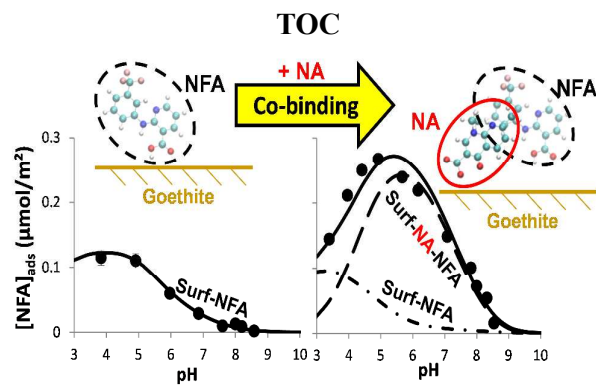 TOC
NFA
+ NA
Co-binding
NFA
NA
Goethite
Goethite
[NFA]ads (μmol/m²)
0.3
0.2
0.1
0
Surf-NFA
3 4 5 6 7 8 9 10
pH
Surf-NA-NFA
Surf-NFA
3 4 5 6 7 8 9 10
pH